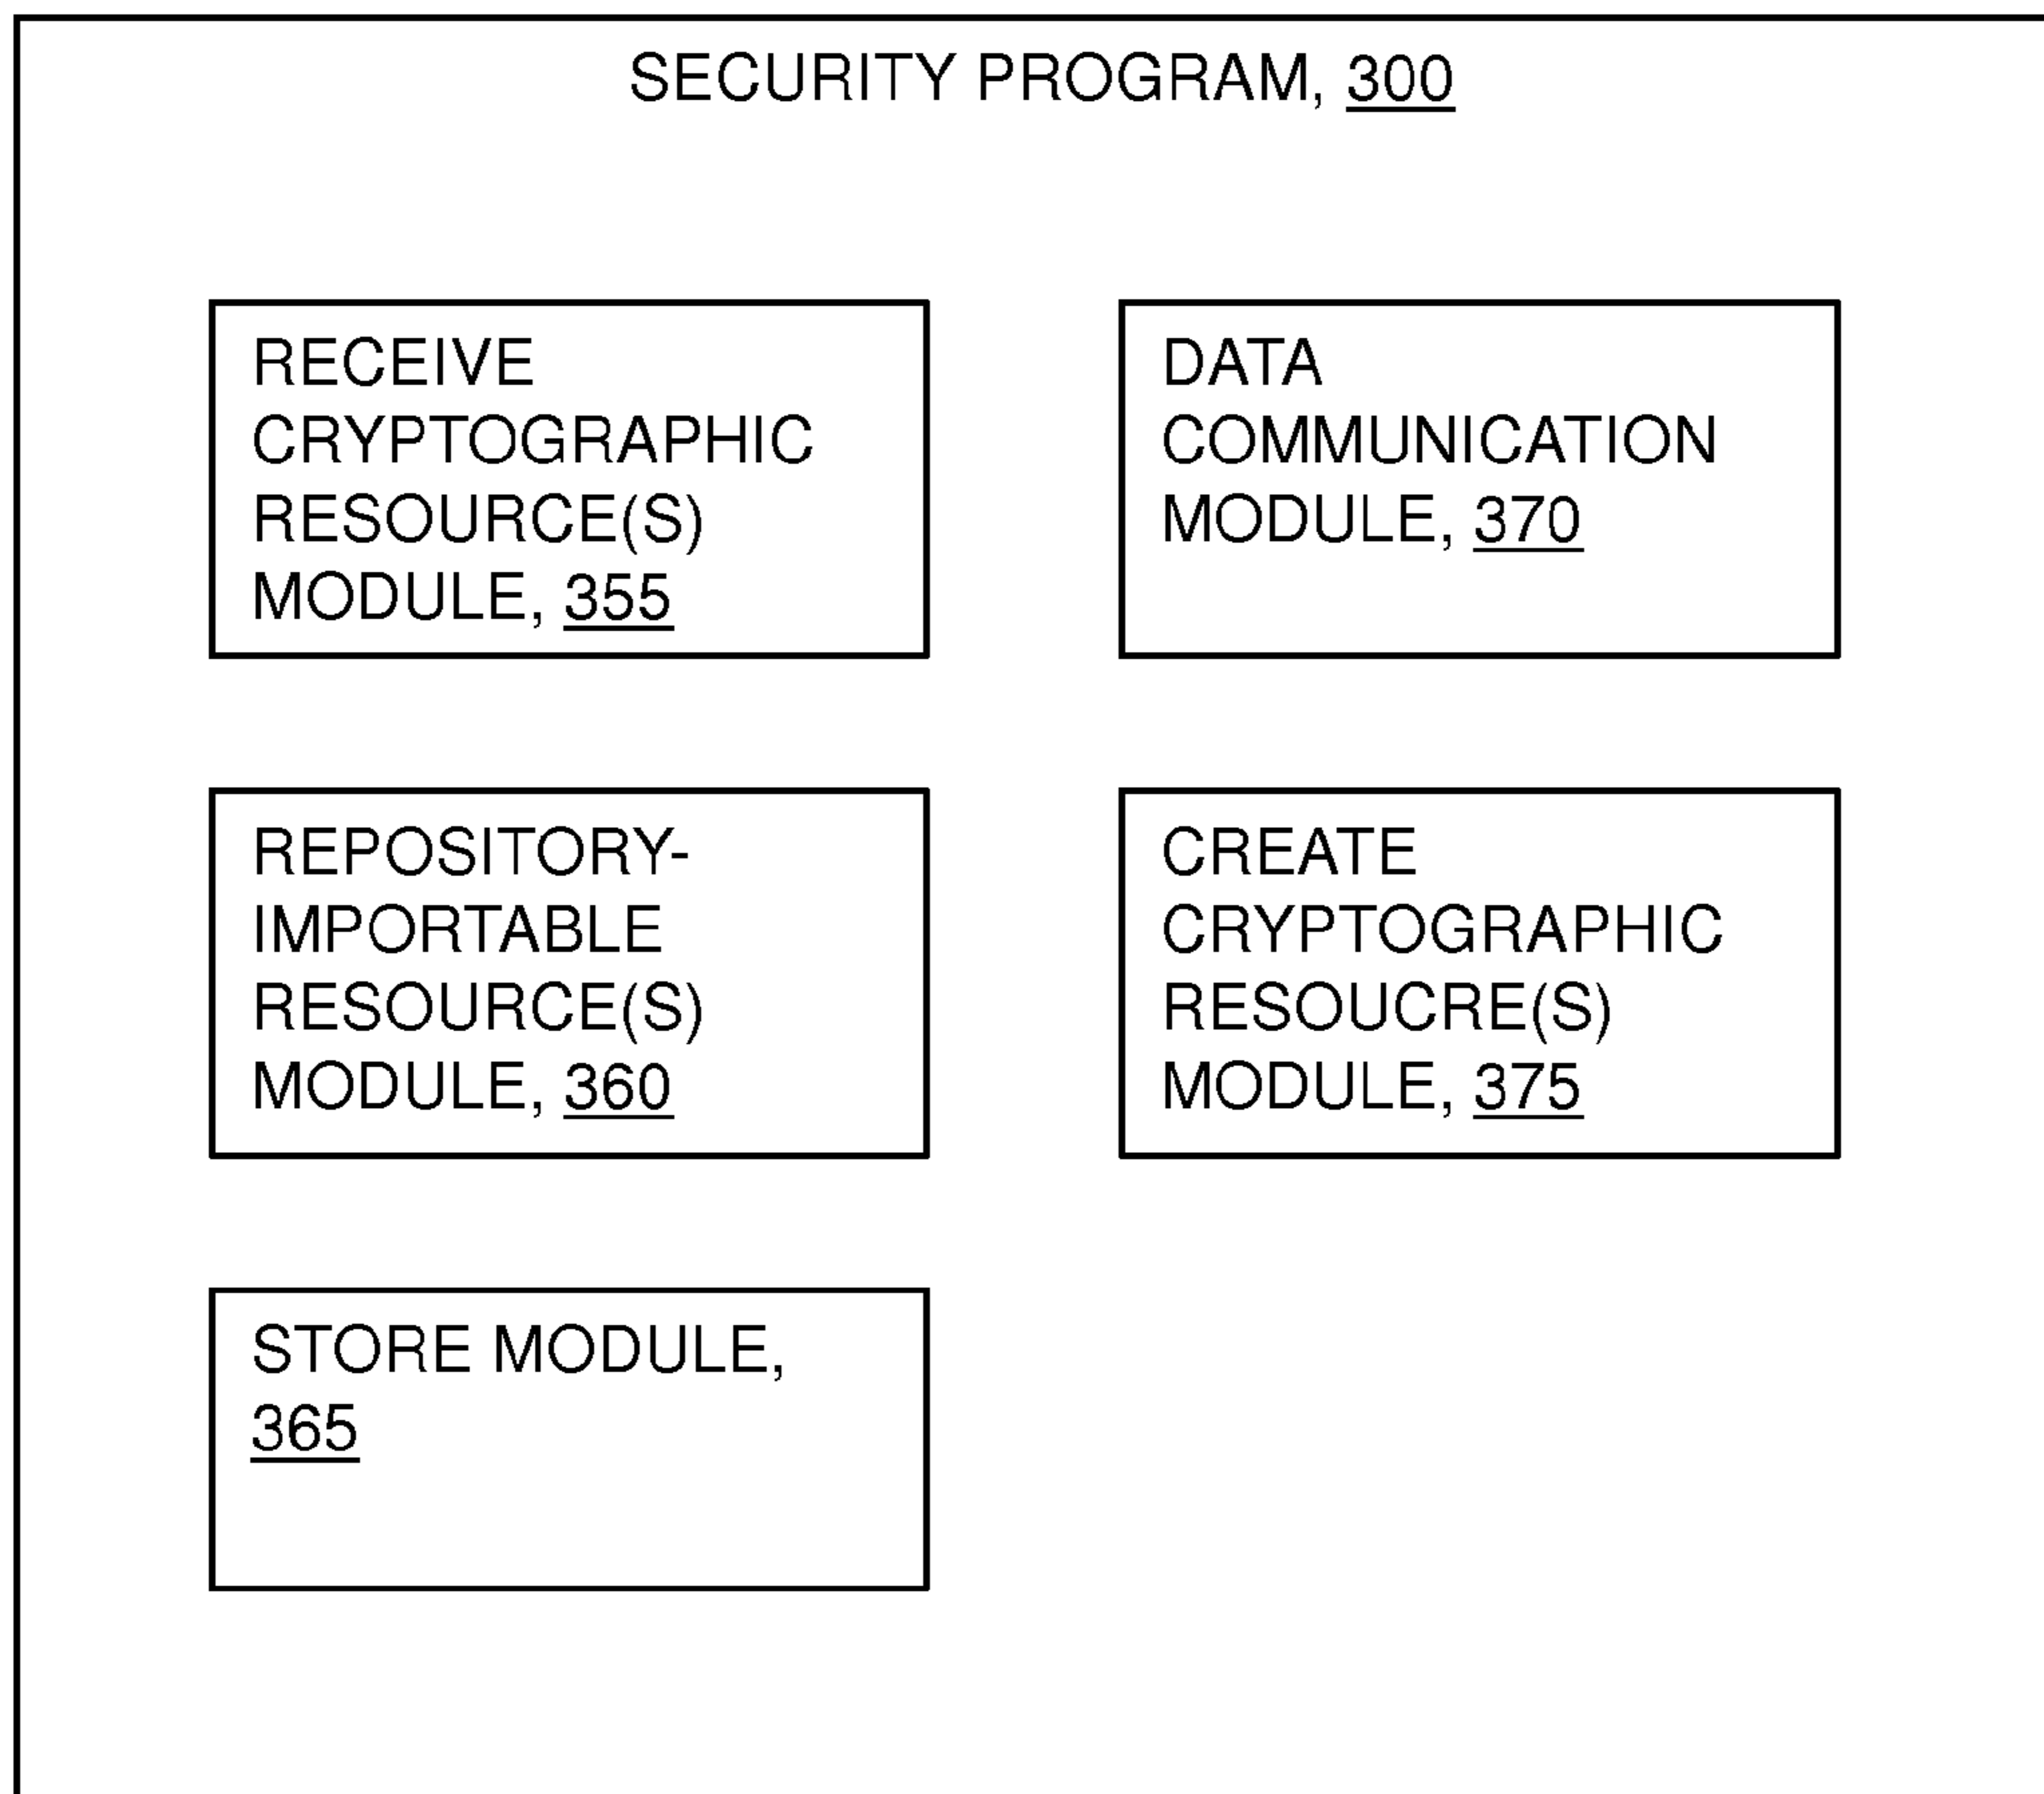 SECURITY PROGRAM, 300
RECEIVE
CRYPTOGRAPHIC
RESOURCE(S)
MODULE, 355
DATA
COMMUNICATION
MODULE, 370
REPOSITORY-
IMPORTABLE
RESOURCE(S)
MODULE, 360
CREATE
CRYPTOGRAPHIC
RESOUCRE(S)
MODULE, 375
STORE MODULE,
365